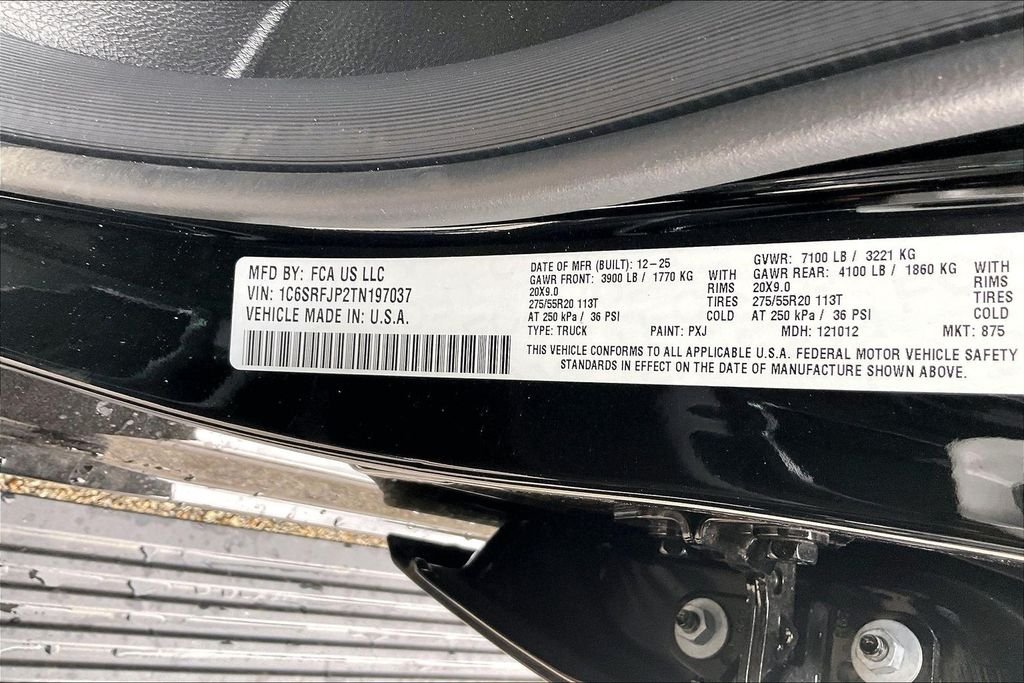 MFD BY: FCA US LLC
VIN: 1C6SRFJP2TN197037
VEHICLE MADE IN: U.S.A.
DATE OF MFR (BUILT): 12-25
GAWR FRONT: 3900 LB / 1770 KG WITH
20X9.0 RIMS
275/55R20 113T TIRES
AT 250 kPa / 36 PSI COLD
GVWR: 7100 LB / 3221 KG
GAWR REAR: 4100 LB / 1860 KG WITH
20X9.0 RIMS
275/55R20 113T TIRES
AT 250 kPa / 36 PSI COLD
TYPE: TRUCK PAINT: PXJ MDH: 121012 MKT: 875
THIS VEHICLE CONFORMS TO ALL APPLICABLE U.S.A. FEDERAL MOTOR VEHICLE SAFETY
STANDARDS IN EFFECT ON THE DATE OF MANUFACTURE SHOWN ABOVE.